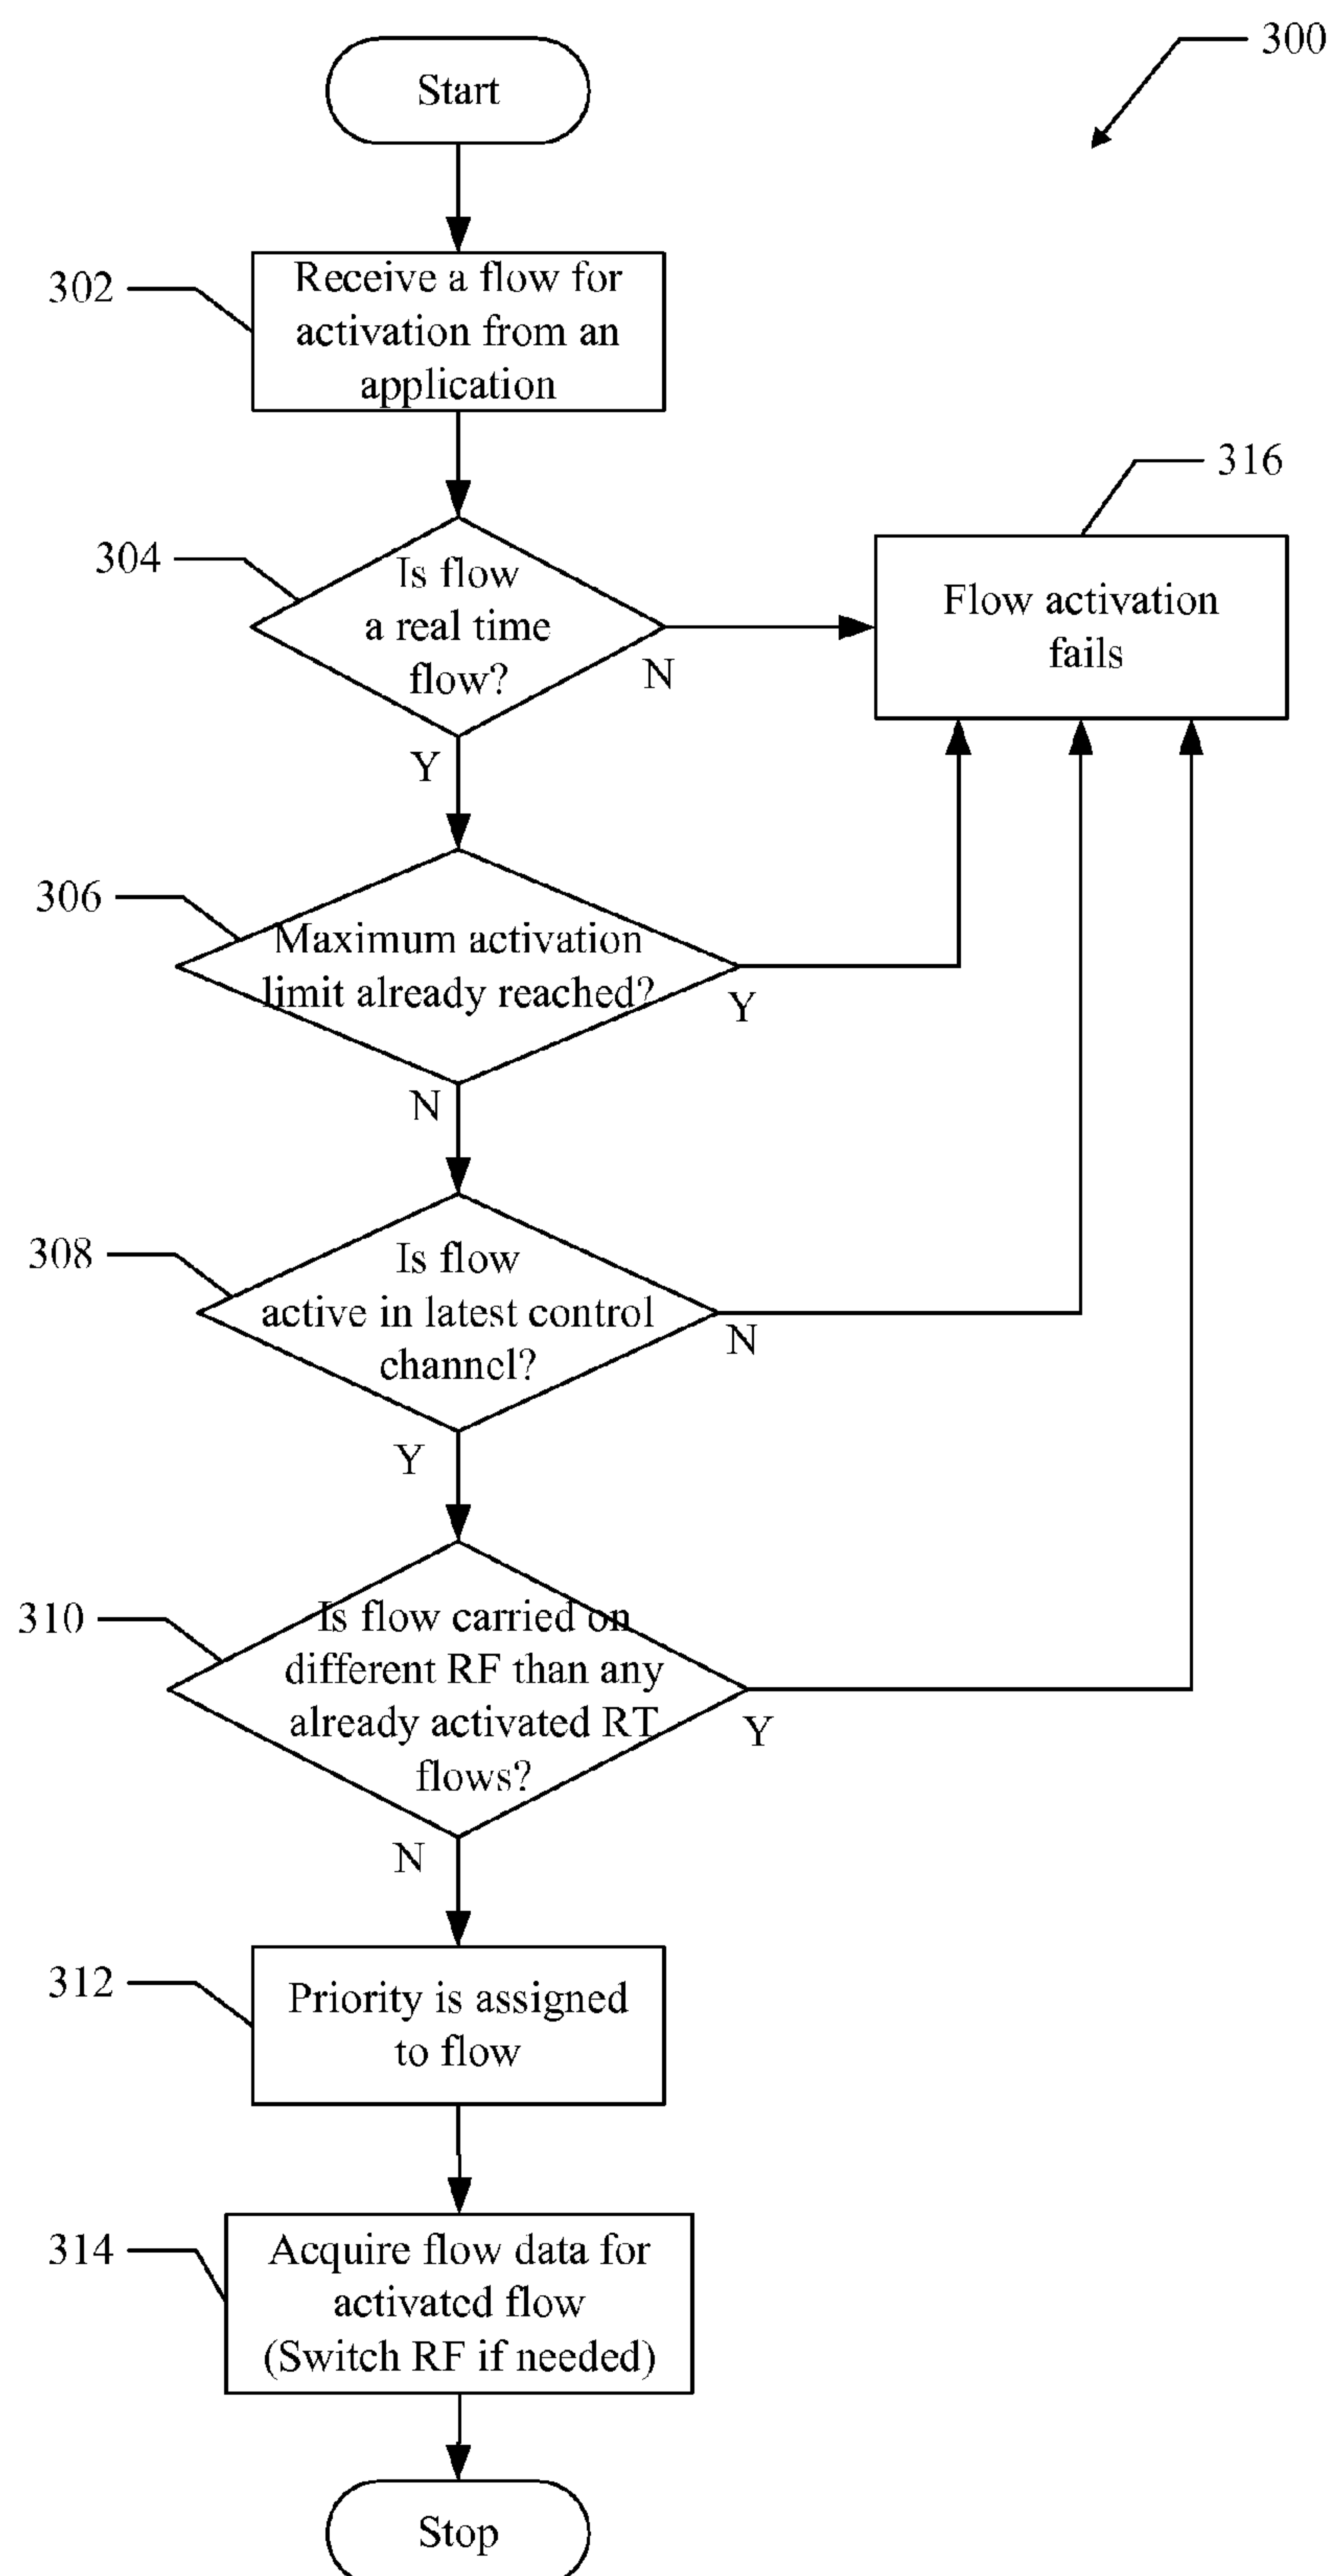 300
Start
302
Receive a flow for
activation from an
application
316
Flow activation
fails
304
Is flow
a real time
flow?
N
Y
306
Maximum activation
limit already reached?
Y
N
308
Is flow
active in latest control
channel?
N
Y
310
Is flow carried on
different RF than any
already activated RT
flows?
Y
N
312
Priority is assigned
to flow
314
Acquire flow data for
activated flow
(Switch RF if needed)
Stop